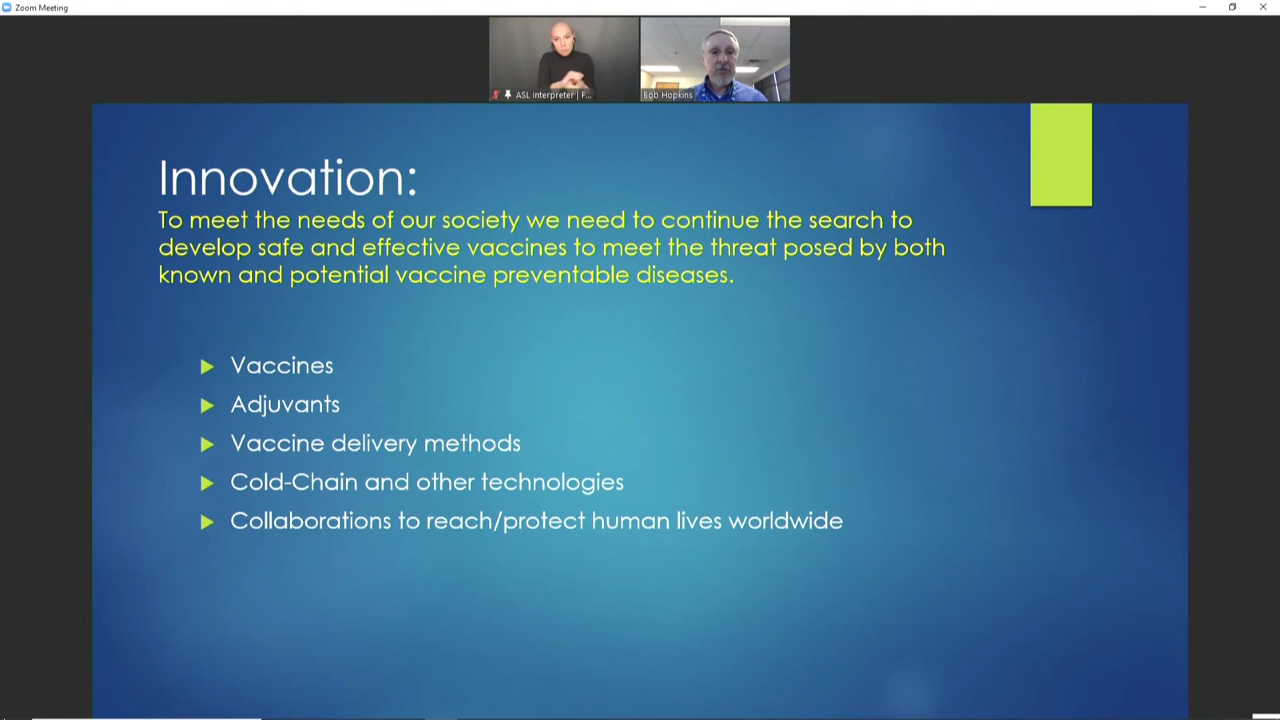 Zoom Meeting
ASL Interpreter | F...
Bob Hopkins
Innovation:
To meet the needs of our society we need to continue the search to
develop safe and effective vaccines to meet the threat posed by both
known and potential vaccine preventable diseases.
Vaccines
Adjuvants
Vaccine delivery methods
Cold-Chain and other technologies
Collaborations to reach/protect human lives worldwide